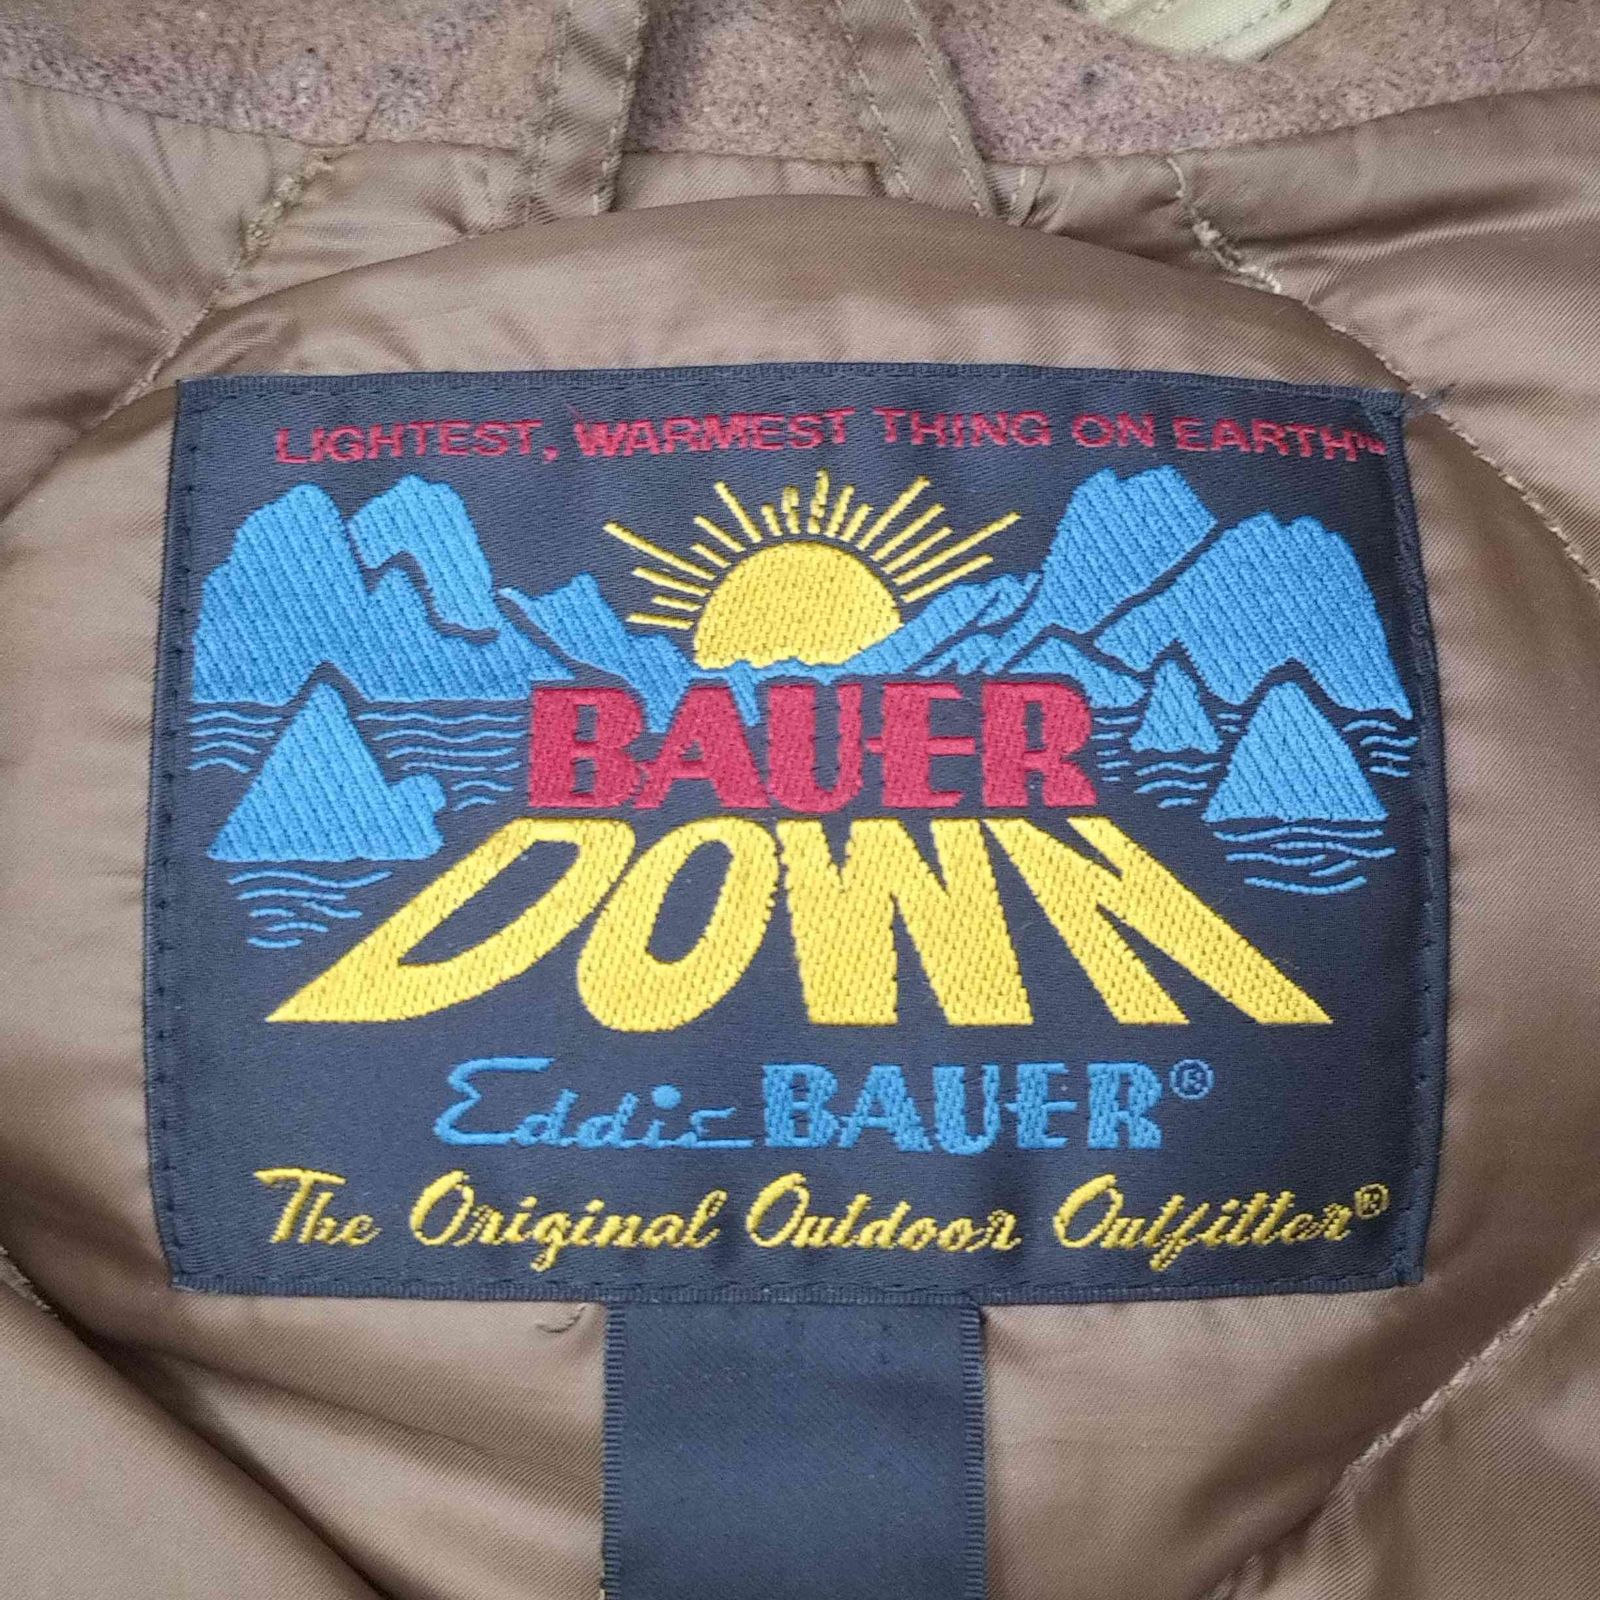 LIGHTEST, WARMEST THING ON EARTH™
BAUER
DOWN
Eddie BAUER®
The Original Outdoor Outfitter®